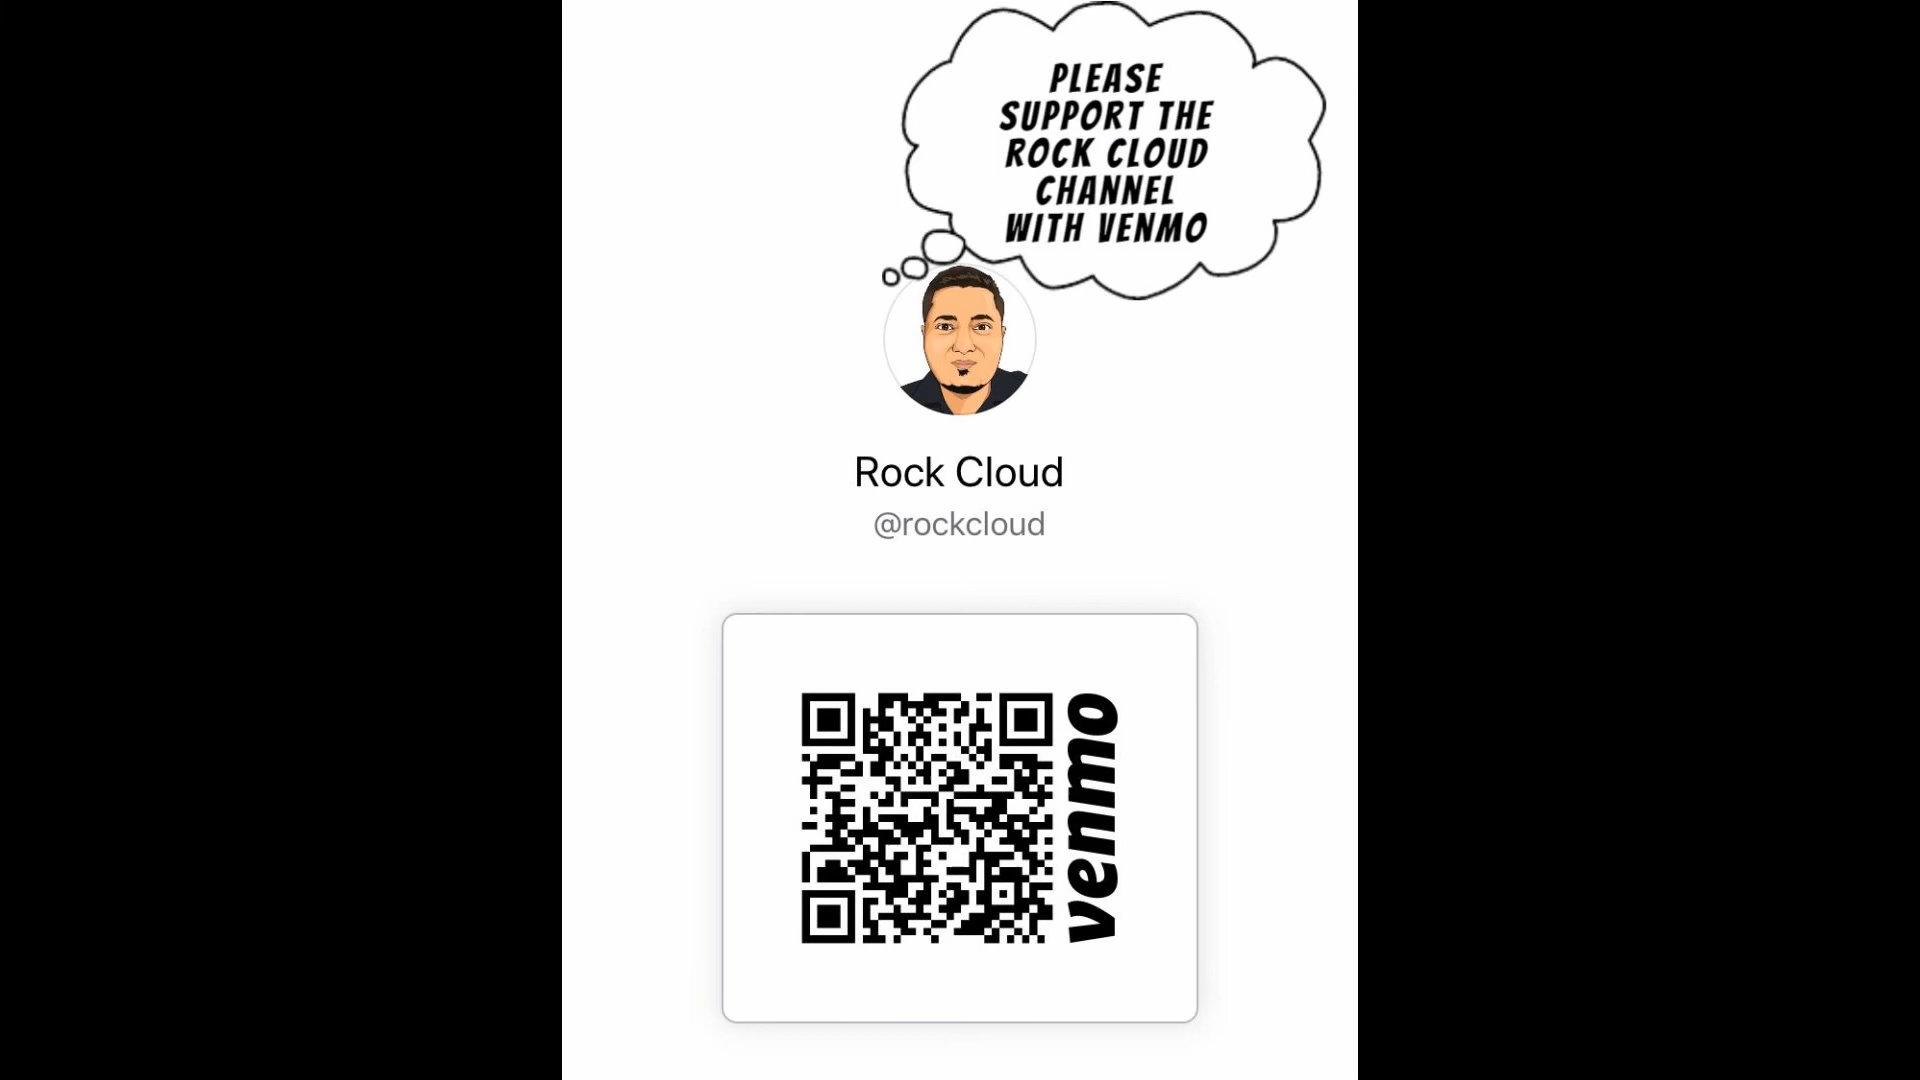 PLEASE
SUPPORT THE
ROCK CLOUD
CHANNEL
WITH VENMO
Rock Cloud
@rockcloud
venmo